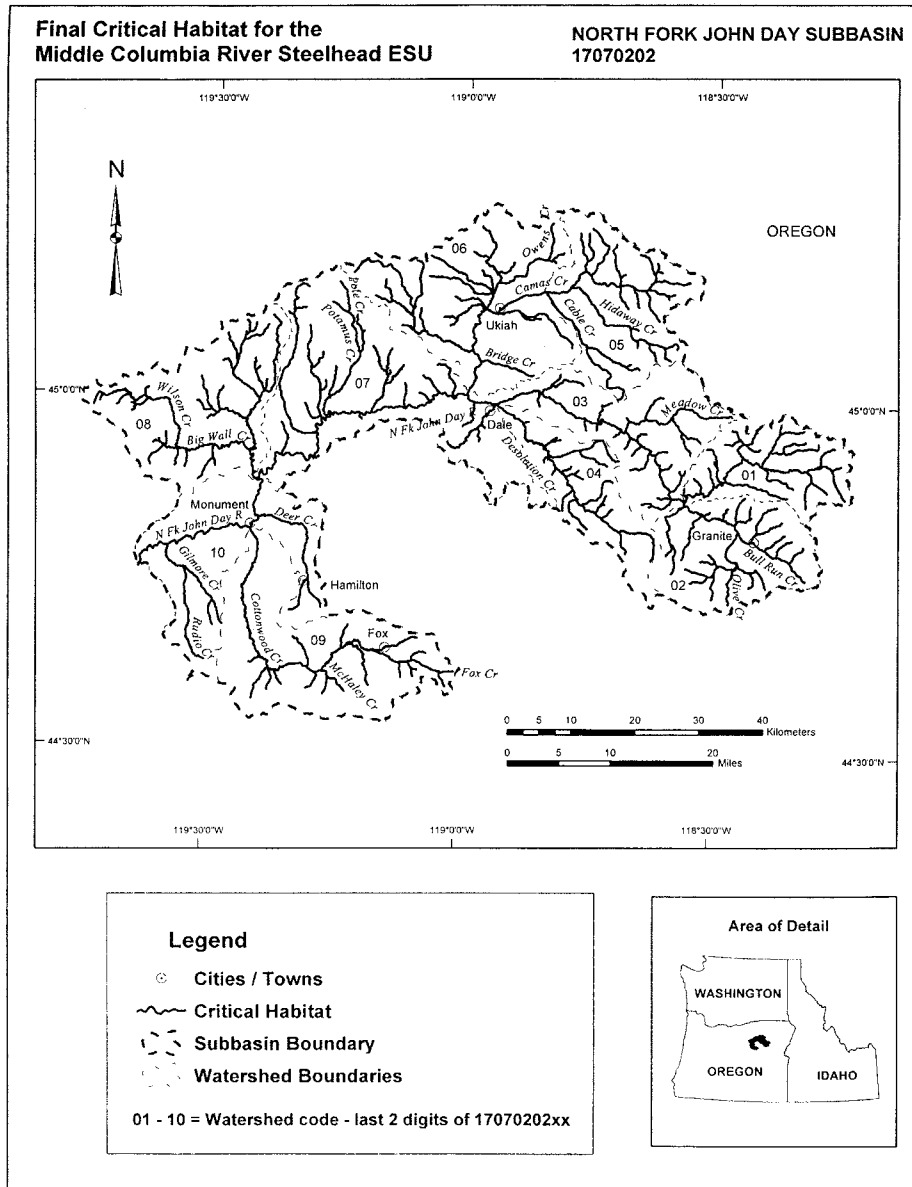 Final Critical Habitat for the
Middle Columbia River Steelhead ESU
NORTH FORK JOHN DAY SUBBASIN
17070202
119°30'0"W
119°0'0"W
118°30'0"W
N
OREGON
06
Owens Cr
Camas Cr
Pole Cr
Potamus Cr
Ukiah
Cable Cr
Hidaway Cr
05
Bridge Cr
45°0'0"N
Wilson Cr
07
03
Meadow Cr
45°0'0"N
08
Big Wall Cr
N Fk John Day R
Dale
Desolation Cr
04
01
Monument
Deer Cr
N Fk John Day R
Granite
Bull Run Cr
10
Gilmore Cr
Hamilton
02
Olive Cr
Rudio Cr
Cottonwood Cr
09
Fox
McHaley Cr
Fox Cr
0 5 10 20 30 40
Kilometers
44°30'0"N
0 5 10 20
Miles
44°30'0"N
119°30'0"W
119°0'0"W
118°30'0"W
Legend
Cities / Towns
Critical Habitat
Subbasin Boundary
Watershed Boundaries
01 - 10 = Watershed code - last 2 digits of 17070202xx
Area of Detail
WASHINGTON
OREGON
IDAHO